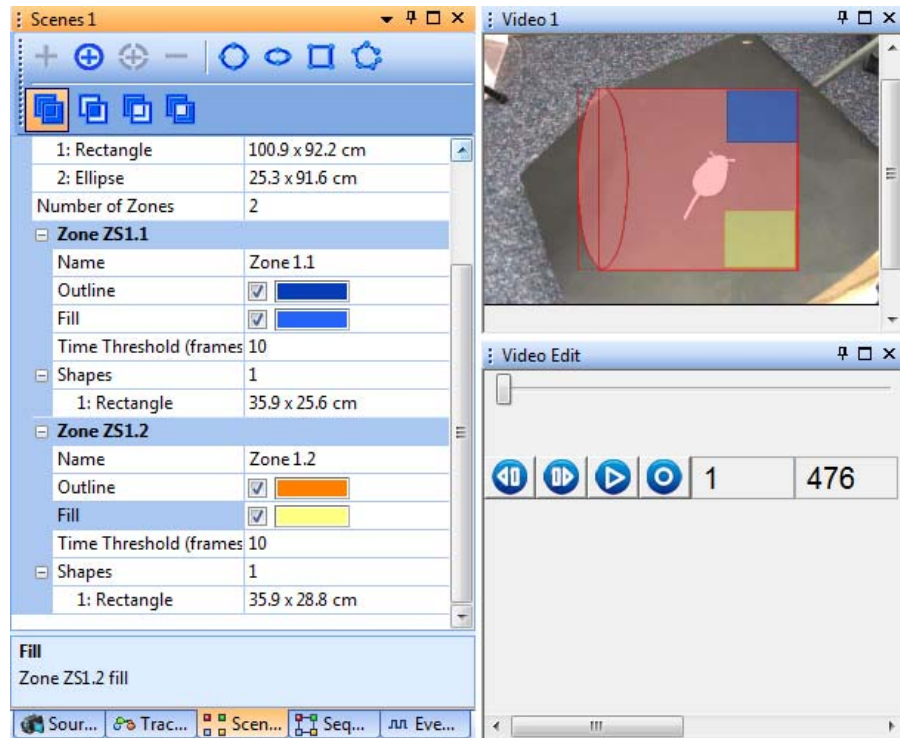 Scenes 1
1: Rectangle 100.9 x 92.2 cm
2: Ellipse 25.3 x 91.6 cm
Number of Zones 2
Zone ZS1.1
Name Zone 1.1
Outline
Fill
Time Threshold (frames 10
Shapes 1
1: Rectangle 35.9 x 25.6 cm
Zone ZS1.2
Name Zone 1.2
Outline
Fill
Time Threshold (frames 10
Shapes 1
1: Rectangle 35.9 x 28.8 cm
Fill
Zone ZS1.2 fill
Sour... Trac... Scen... Seq... Eve...
Video 1
Video Edit
1 476